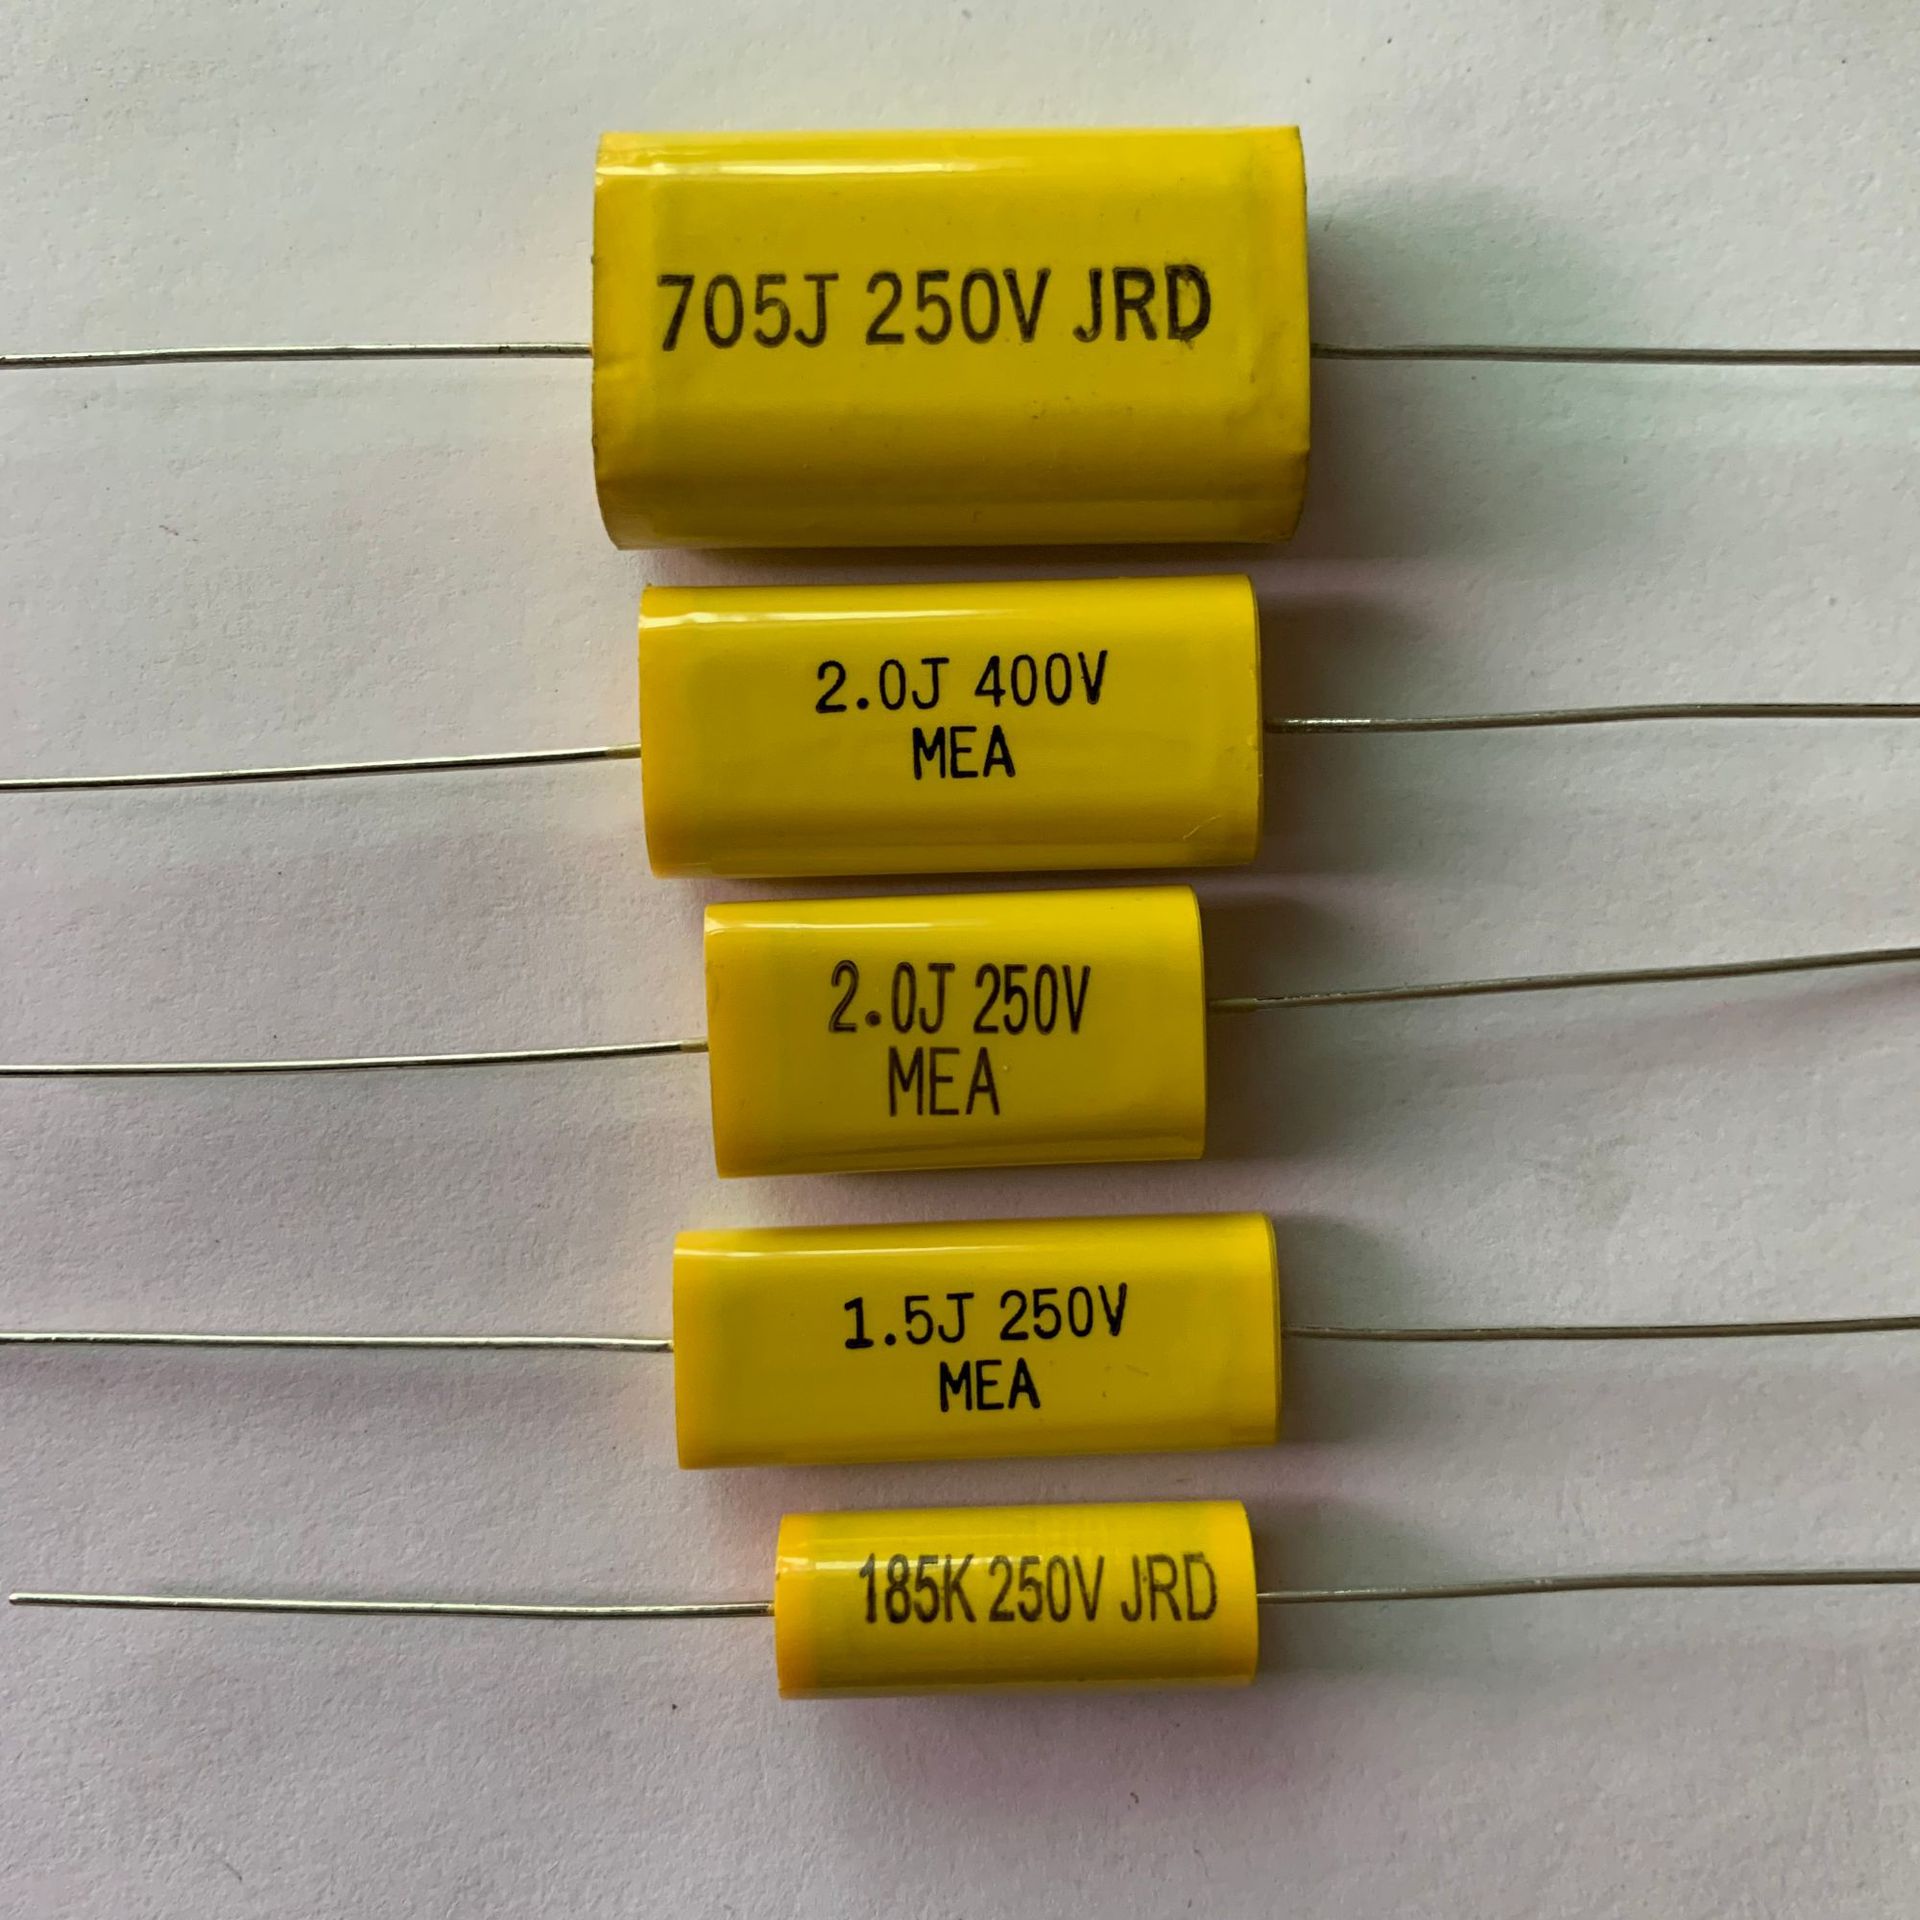 705J 250V JRD
2.0J 400V
MEA
2.0J 250V
MEA
1.5J 250V
MEA
185K 250V JRD